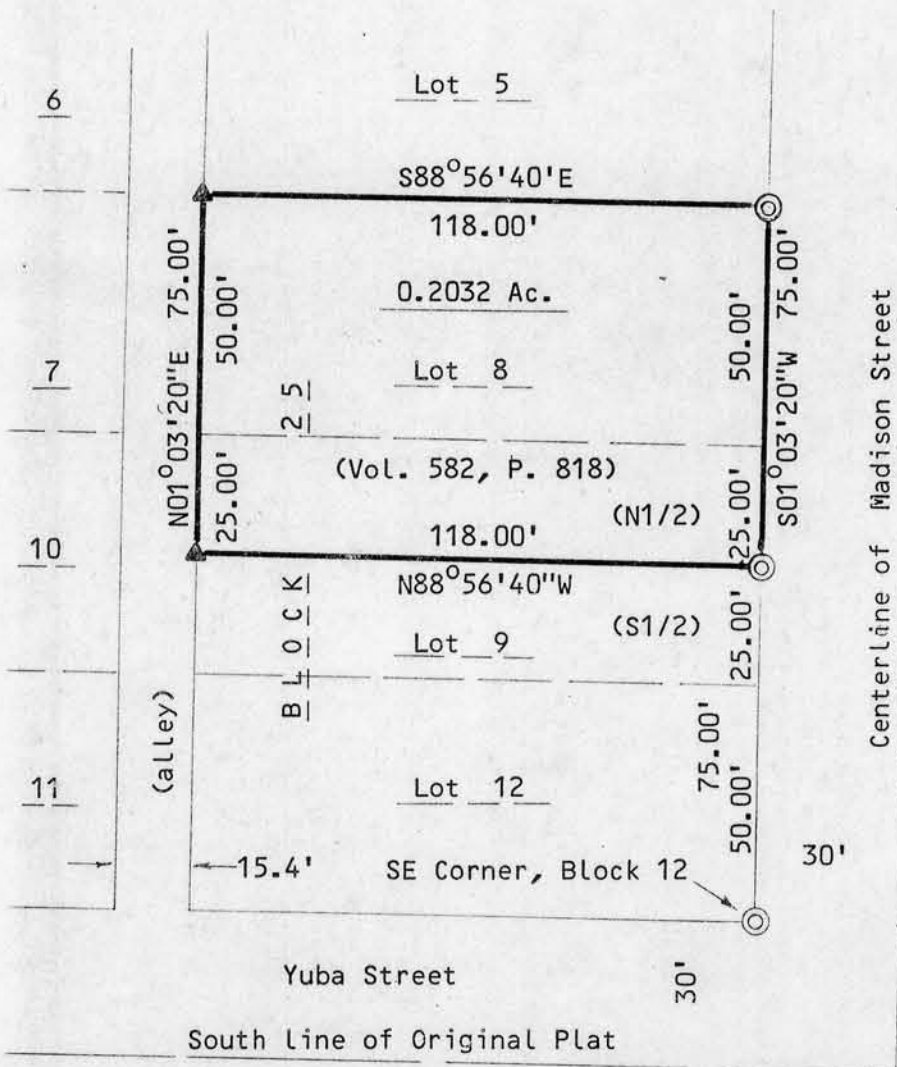 Lot 5
6
S88°56'40'E
118.00'
N01°03'20"E 75.00'
50.00'
0.2032 Ac.
50.00'
S01°03'20"W 75.00'
Centerline of Madison Street
7
Lot 8
25
(Vol. 582, P. 818)
25.00'
(N1/2)
25.00'
118.00'
10
N88°56'40"W
BLOCK
Lot 9
(S1/2)
25.00'
(alley)
75.00'
11
Lot 12
50.00'
15.4'
SE Corner, Block 12
30'
Yuba Street
30'
South line of Original Plat